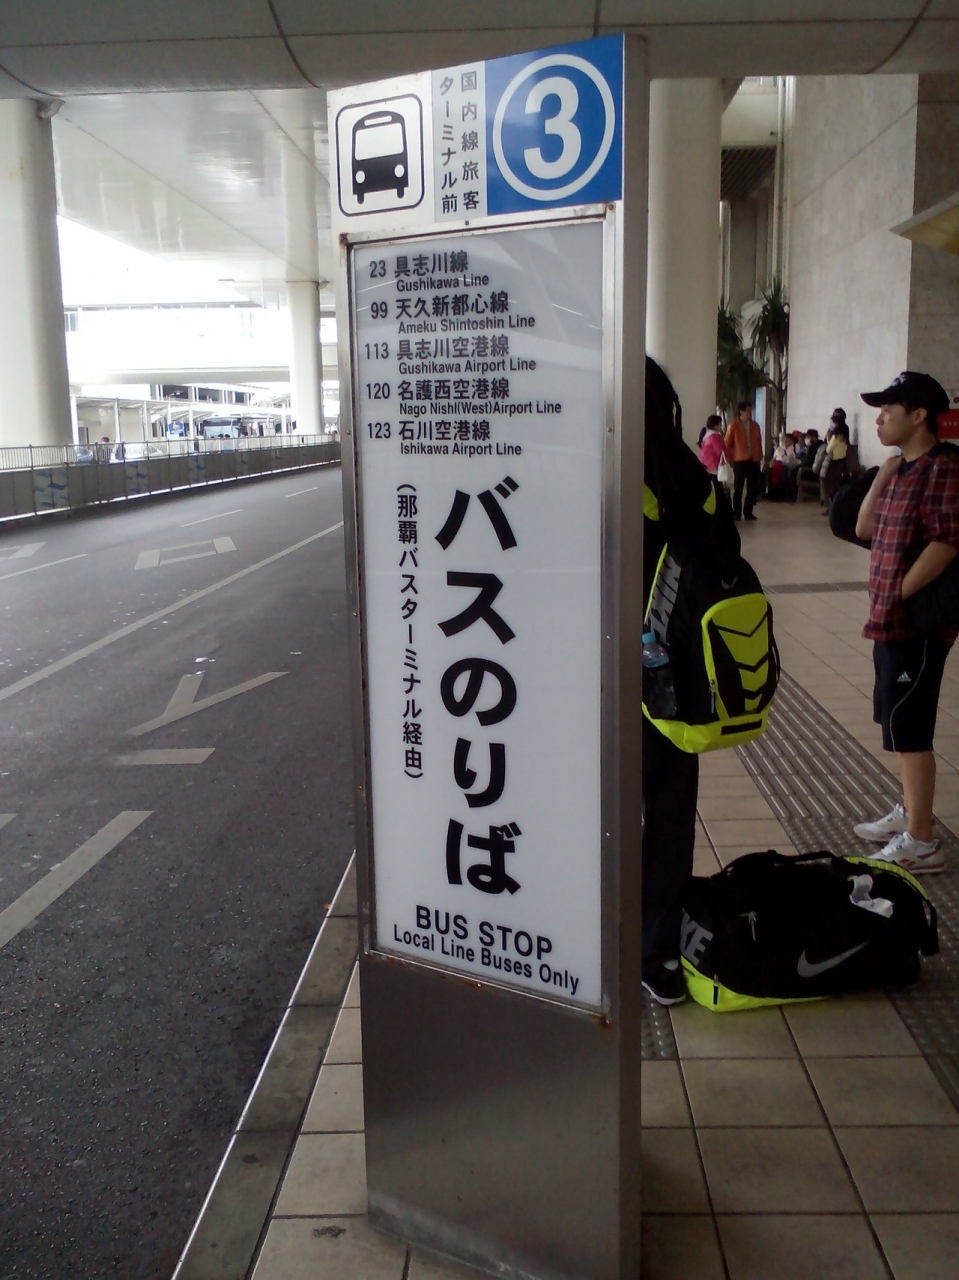 国内線旅客
ターミナル前
3
23 具志川線
Gushikawa Line
99 天久新都心線
Ameku Shintoshin Line
113 具志川空港線
Gushikawa Airport Line
120 名護西空港線
Nago Nishi(West)Airport Line
123 石川空港線
Ishikawa Airport Line
バスのりば
(那覇バスターミナル経由)
BUS STOP
Local Line Buses Only
NIKE